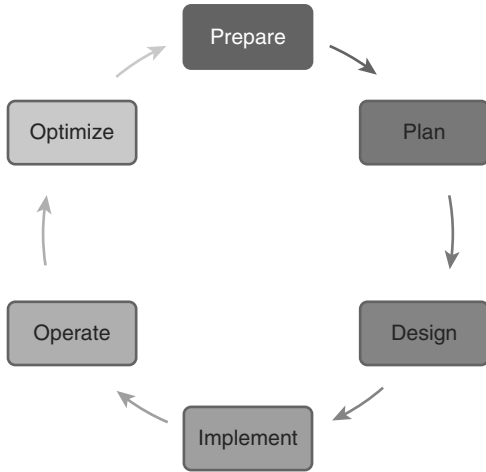 Prepare
Plan
Design
Implement
Operate
Optimize